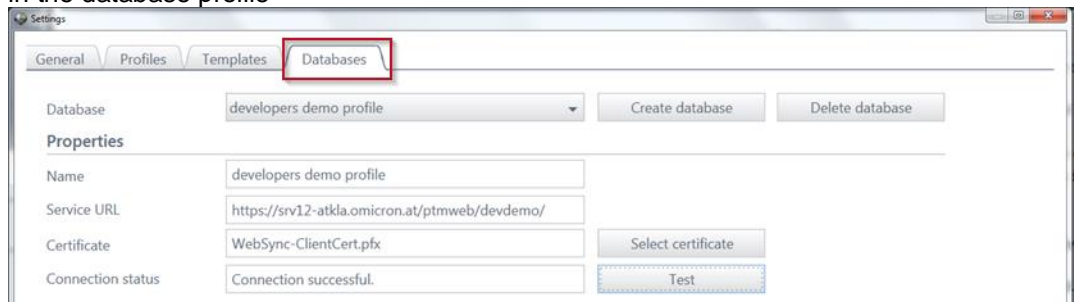 in the database profile
Settings
General Profiles Templates Databases
Database developers demo profile Create database Delete database
Properties
Name developers demo profile
Service URL https://srv12-atkla.omicron.at/ptmweb/devdemo/
Certificate WebSync-ClientCert.pfx Select certificate
Connection status Connection successful. Test